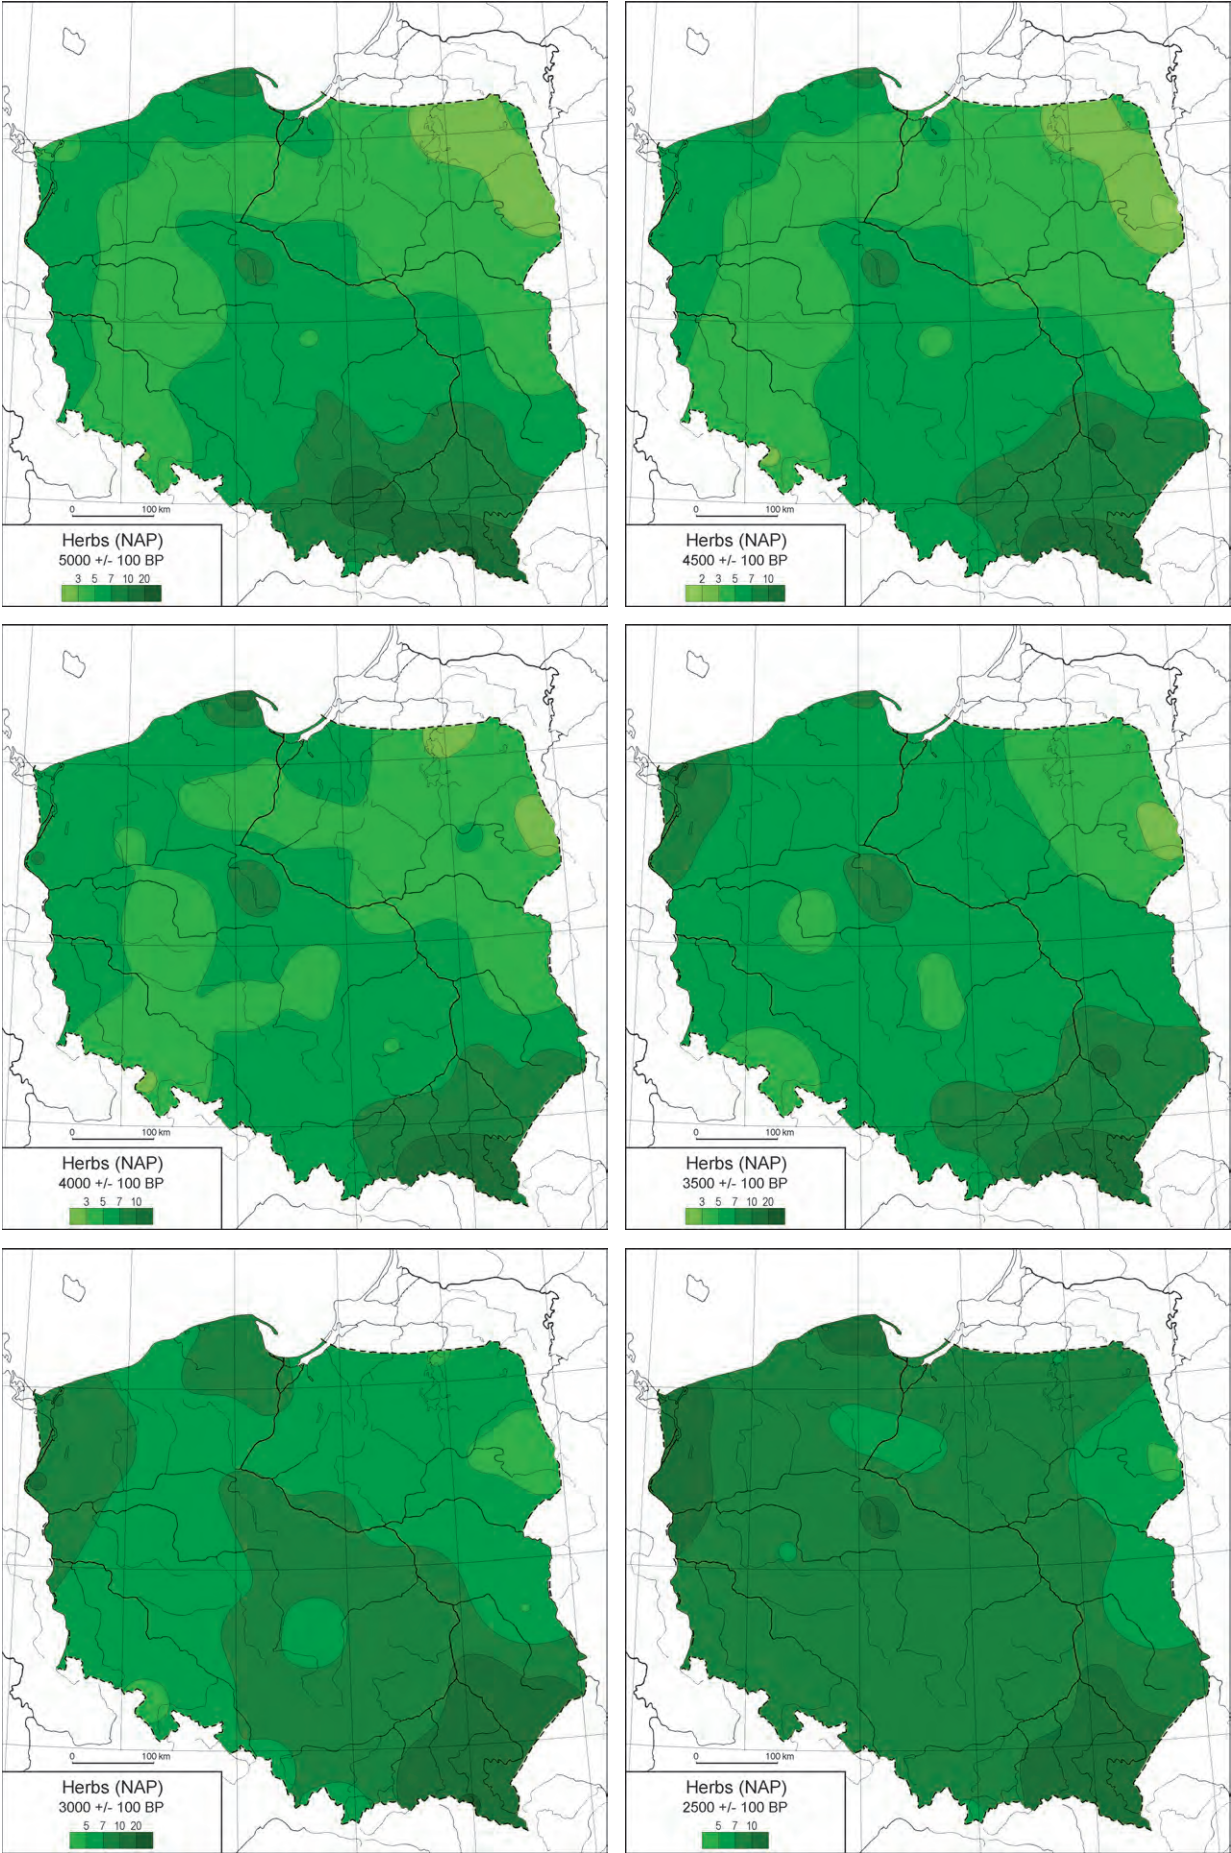 0 100 km
Herbs (NAP)
5000 +/- 100 BP
3 5 7 10 20
0 100 km
Herbs (NAP)
4500 +/- 100 BP
2 3 5 7 10
0 100 km
Herbs (NAP)
4000 +/- 100 BP
3 5 7 10
0 100 km
Herbs (NAP)
3500 +/- 100 BP
3 5 7 10 20
0 100 km
Herbs (NAP)
3000 +/- 100 BP
5 7 10 20
0 100 km
Herbs (NAP)
2500 +/- 100 BP
5 7 10